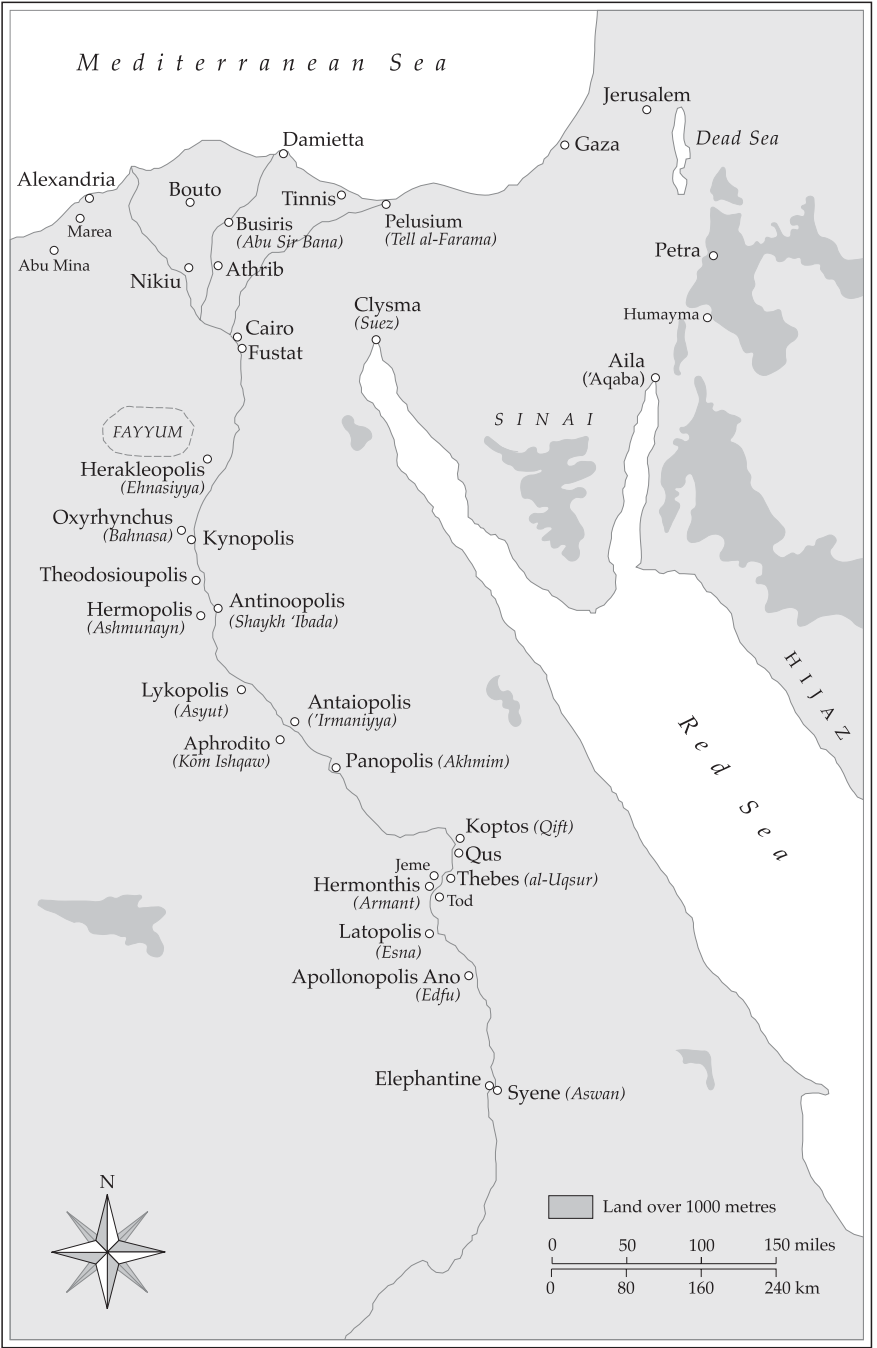 Mediterranean Sea
Jerusalem
Dead Sea
Gaza
Damietta
Alexandria
Bouto
Tinnis
Marea
Busiris
(Abu Sir Bana)
Pelusium
(Tell al-Farama)
Abu Mina
Nikiu
Athrib
Petra
Clysma
(Suez)
Humayma
Cairo
Fustat
Aila
('Aqaba)
SINAI
FAYYUM
Herakleopolis
(Ehnasiyya)
Oxyrhynchus
(Bahnasa)
Kynopolis
Theodosioupolis
Hermopolis
(Ashmunayn)
Antinoopolis
(Shaykh ‘Ibada)
HIJAZ
Lykopolis
(Asyut)
Antaiopolis
(’Irmaniyya)
Red Sea
Aphrodito
(Kōm Ishqaw)
Panopolis (Akhmim)
Koptos (Qift)
Qus
Jeme
Thebes (al-Uqsur)
Hermonthis
(Armant)
Tod
Latopolis
(Esna)
Apollonopolis Ano
(Edfu)
Elephantine
Syene (Aswan)
N
Land over 1000 metres
0 50 100 150 miles
0 80 160 240 km